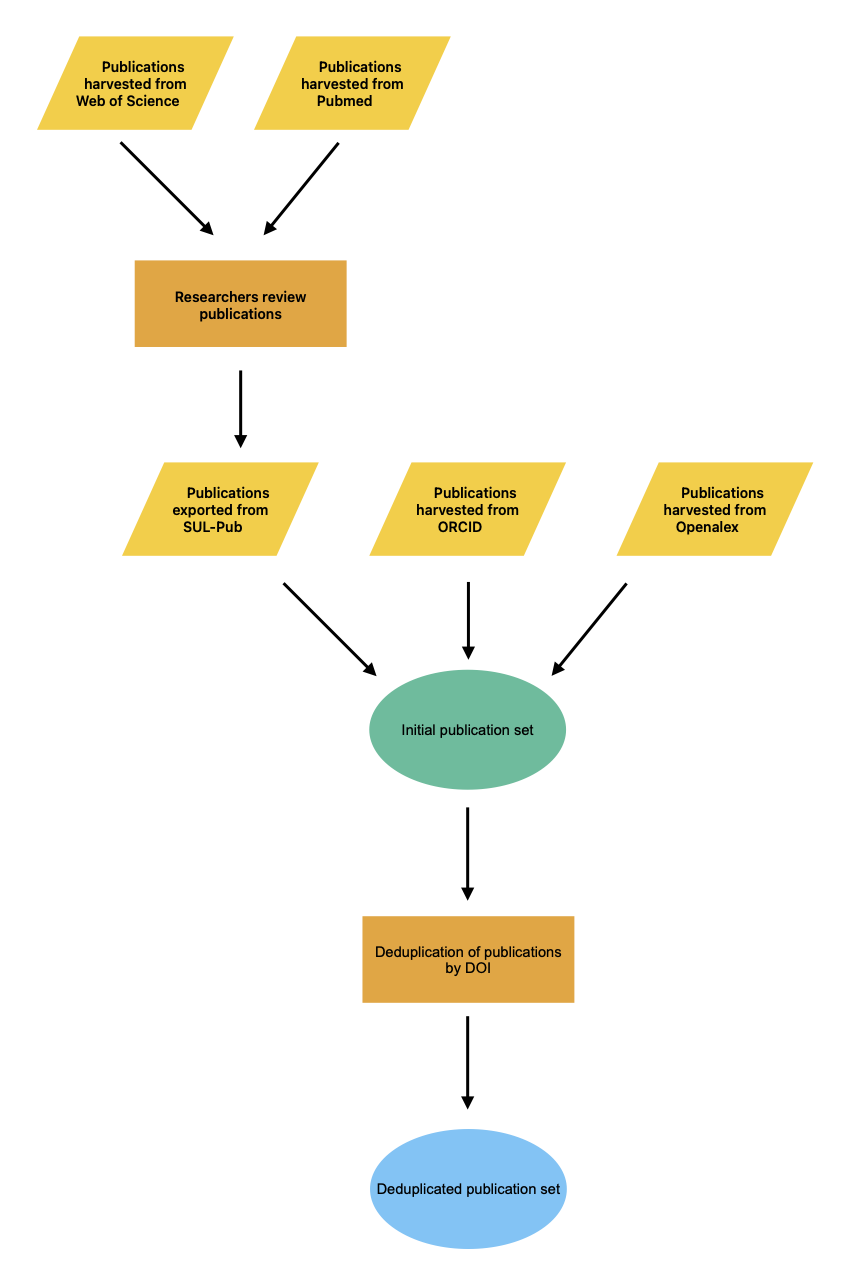 Publications
harvested from
Web of Science
Publications
harvested from
Pubmed
Researchers review
publications
Publications
exported from
SUL-Pub
Publications
harvested from
ORCID
Publications
harvested from
Openalex
Initial publication set
Deduplication of publications
by DOI
Deduplicated publication set